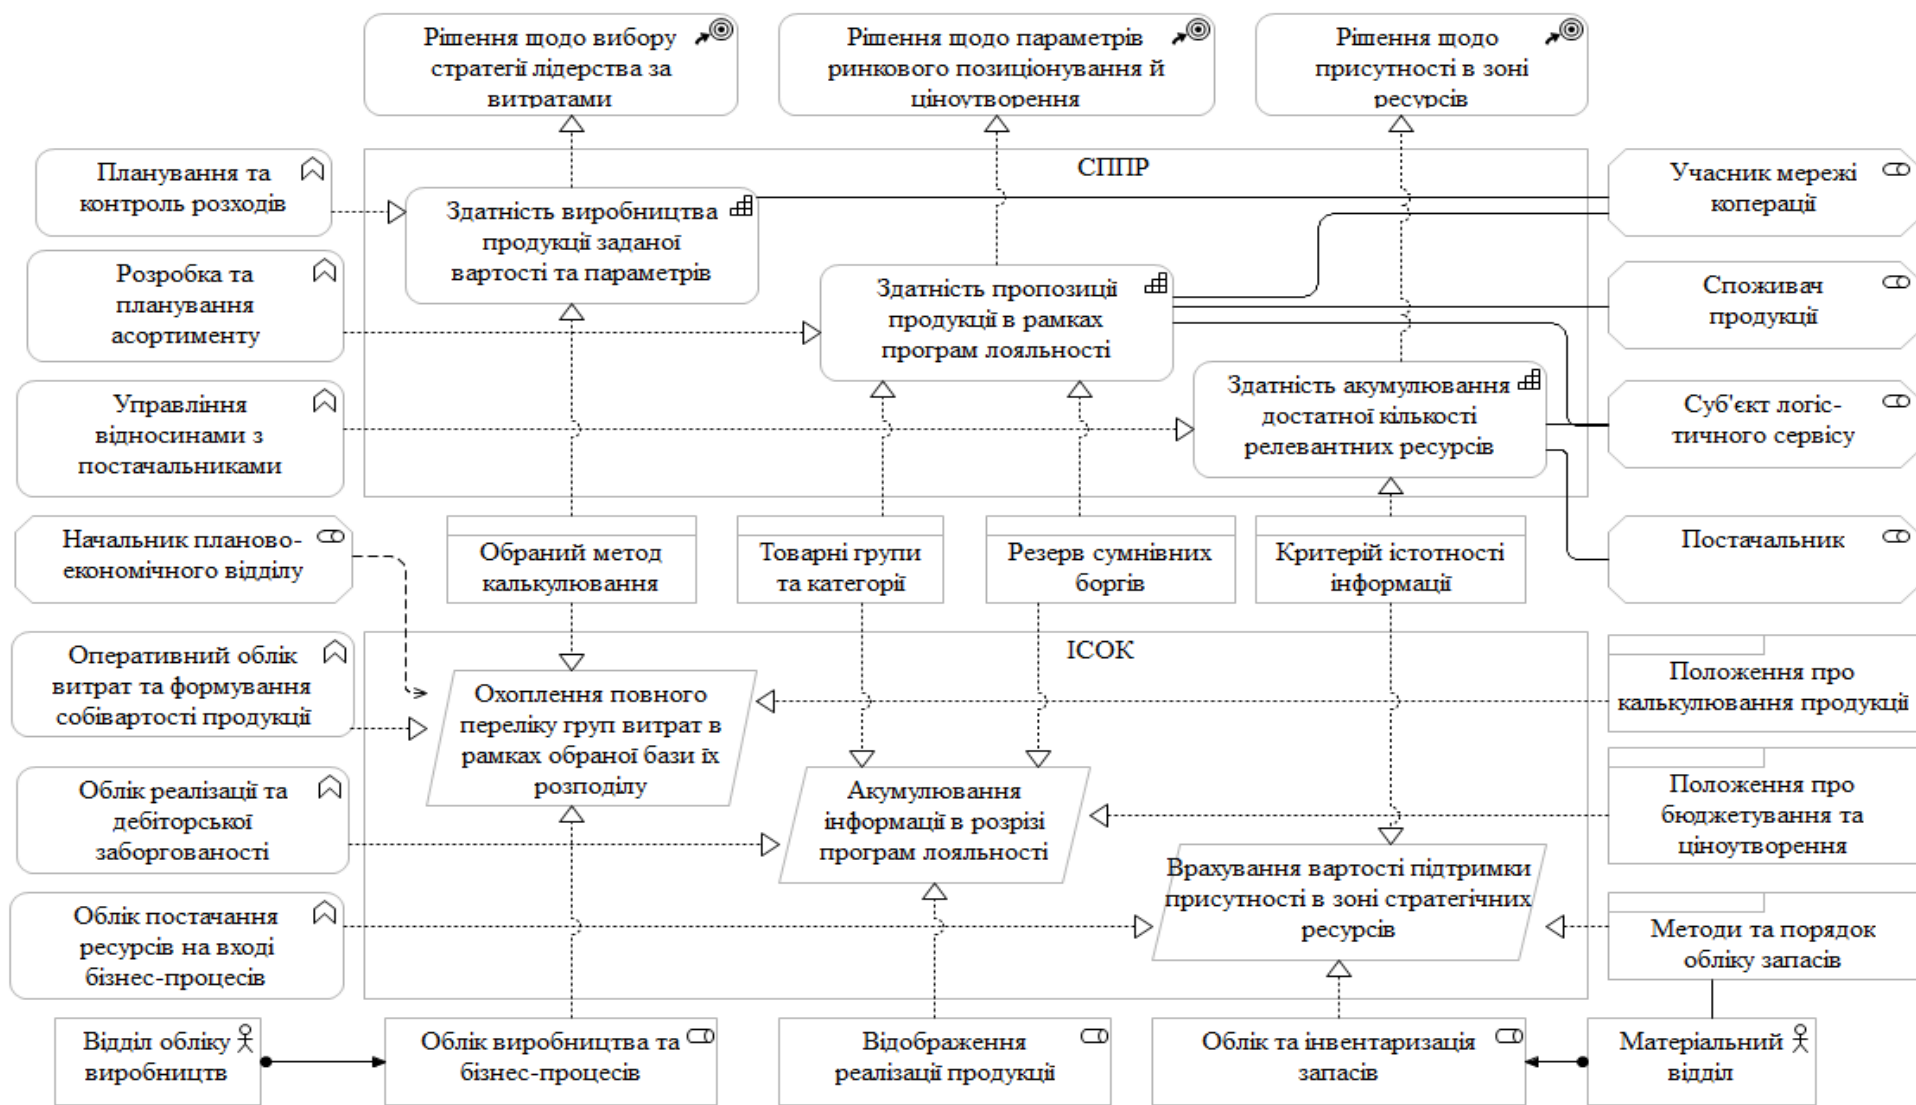 Рішення щодо вибору
стратегії лідерства за
витратами
Рішення щодо параметрів
ринкового позиціонування й
ціноутворення
Рішення щодо
присутності в зоні
ресурсів
Планування та
контроль розходів
СППР
Учасник мережі
коперації
Здатність виробництва
продукції заданої
вартості та параметрів
Розробка та
планування
асортименту
Здатність пропозиції
продукції в рамках
програм лояльності
Споживач
продукції
Управління
відносинами з
постачальниками
Здатність акумулювання
достатної кількості
релевантних ресурсів
Суб'єкт логіс-
тичного сервісу
Начальник планово-
економічного відділу
Обраний метод
калькулювання
Товарні групи
та категорії
Резерв сумнівних
боргів
Критерій істотності
інформації
Постачальник
Оперативний облік
витрат та формування
собівартості продукції
ІСОК
Охоплення повного
переліку груп витрат в
рамках обраної бази їх
розподілу
Положення про
калькулювання продукції
Облік реалізації та
дебіторської
заборгованості
Акумулювання
інформації в розрізі
програм лояльності
Положення про
бюджетування та
ціноутворення
Облік постачання
ресурсів на вході
бізнес-процесів
Врахування вартості підтримки
присутності в зоні стратегічних
ресурсів
Методи та порядок
обліку запасів
Відділ обліку
виробництв
Облік виробництва та
бізнес-процесів
Відображення
реалізації продукції
Облік та інвентаризація
запасів
Матеріальний
відділ